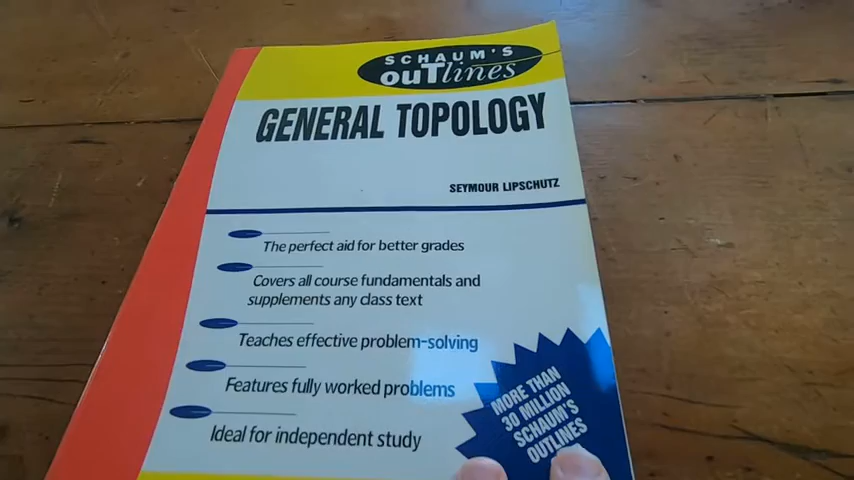 SCHAUM'S
OUTlines
GENERAL TOPOLOGY
SEYMOUR LIPSCHUTZ
The perfect aid for better grades
Covers all course fundamentals and
supplements any class text
Teaches effective problem-solving
Features fully worked problems
Ideal for independent study
MORE THAN
30 MILLION
SCHAUM'S
OUTLINES